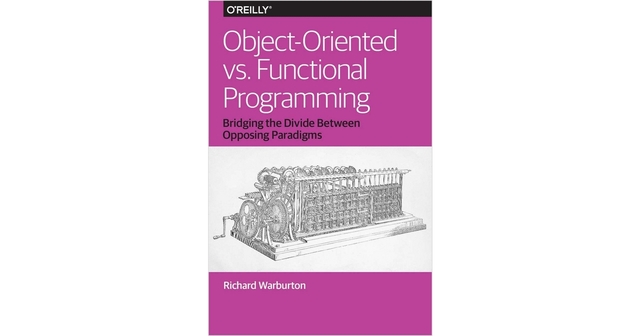 O'REILLY®
Object-Oriented
vs. Functional
Programming
Bridging the Divide Between
Opposing Paradigms
Richard Warburton